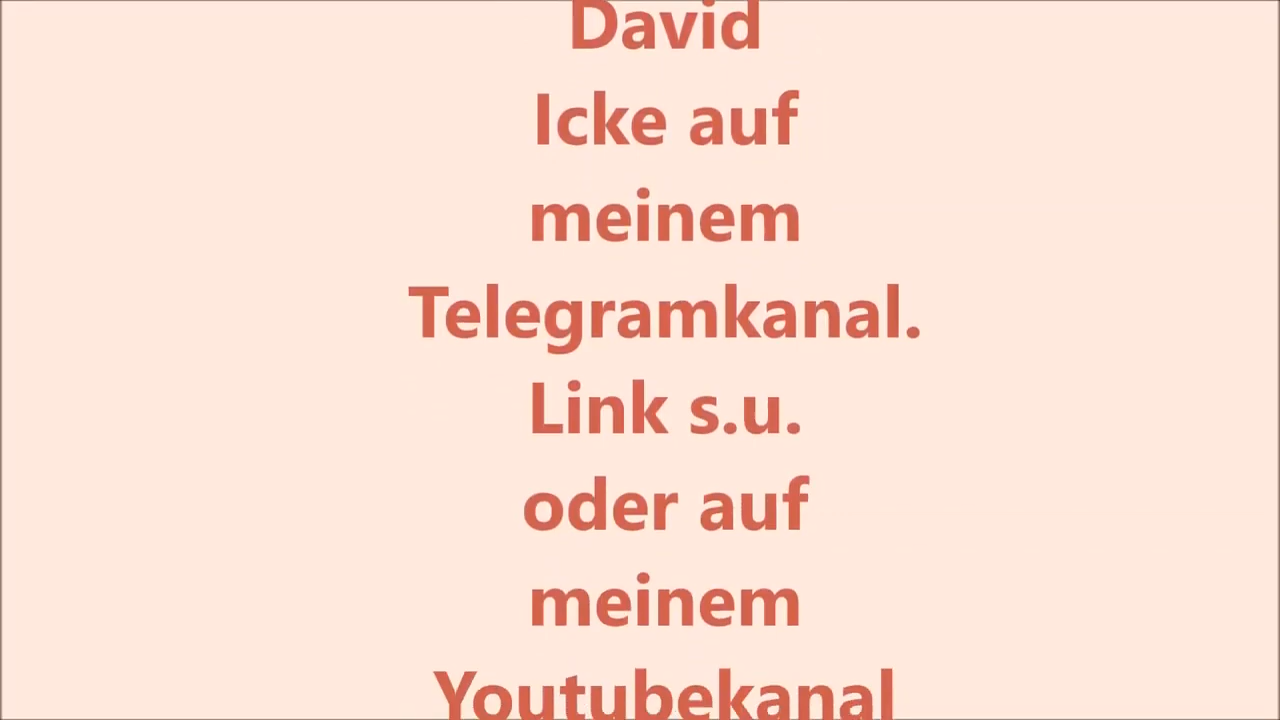 David
Icke auf
meinem
Telegramkanal.
Link s.u.
oder auf
meinem
Youtubekanal